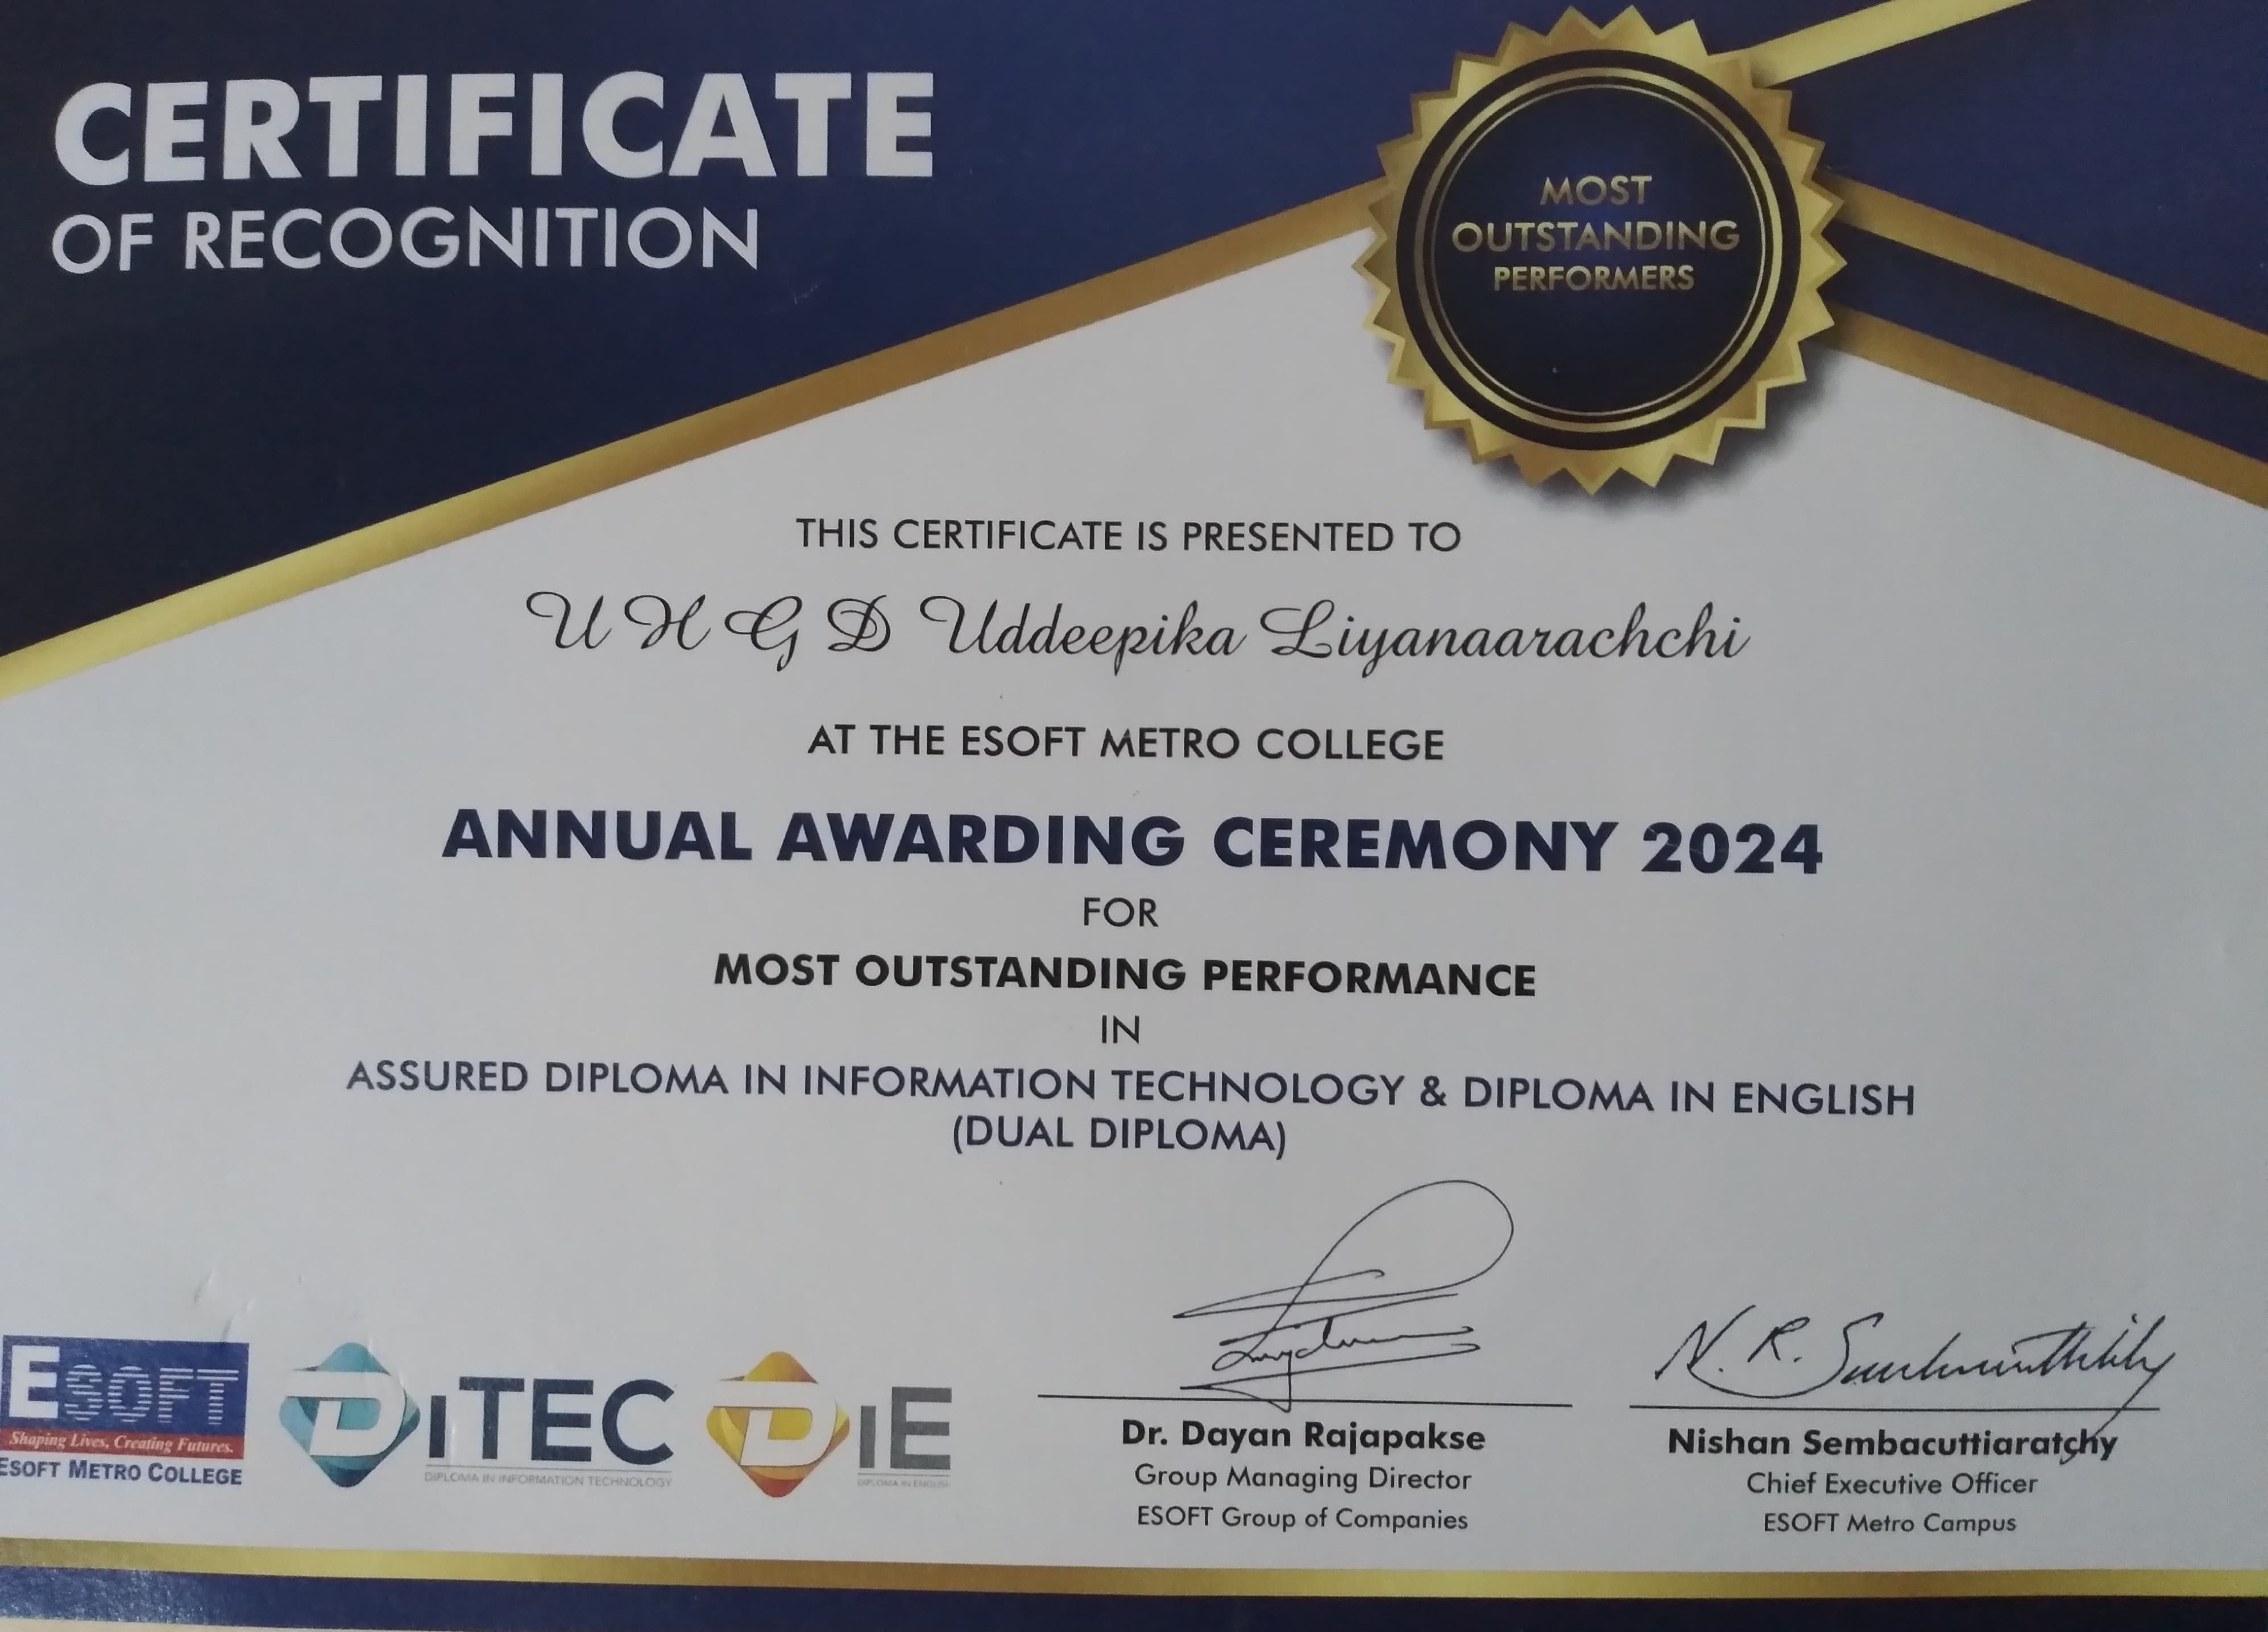 CERTIFICATE
OF RECOGNITION
MOST
OUTSTANDING
PERFORMERS
THIS CERTIFICATE IS PRESENTED TO
U H G D Uddeepika Liyanaarachchi
AT THE ESOFT METRO COLLEGE
ANNUAL AWARDING CEREMONY 2024
FOR
MOST OUTSTANDING PERFORMANCE
IN
ASSURED DIPLOMA IN INFORMATION TECHNOLOGY & DIPLOMA IN ENGLISH
(DUAL DIPLOMA)
ESOFT
Shaping Lives, Creating Futures.
ESOFT METRO COLLEGE
DiTEC
DIPLOMA IN INFORMATION TECHNOLOGY
DiE
DIPLOMA IN ENGLISH
Dr. Dayan Rajapakse
Group Managing Director
ESOFT Group of Companies
N. R.
Nishan Sembacuttiaratchy
Chief Executive Officer
ESOFT Metro Campus